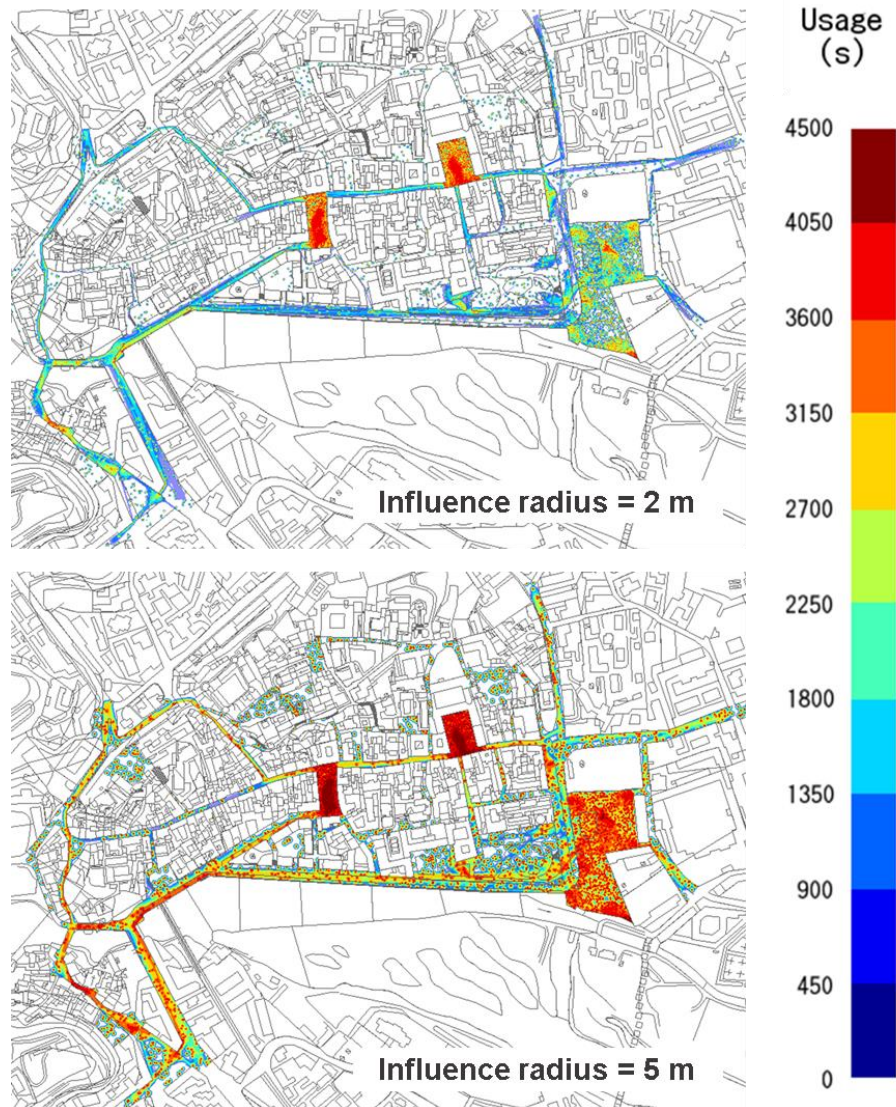 Usage
(s)
4500
4050
3600
3150
2700
2250
1800
1350
900
450
0
Influence radius = 2 m
Influence radius = 5 m